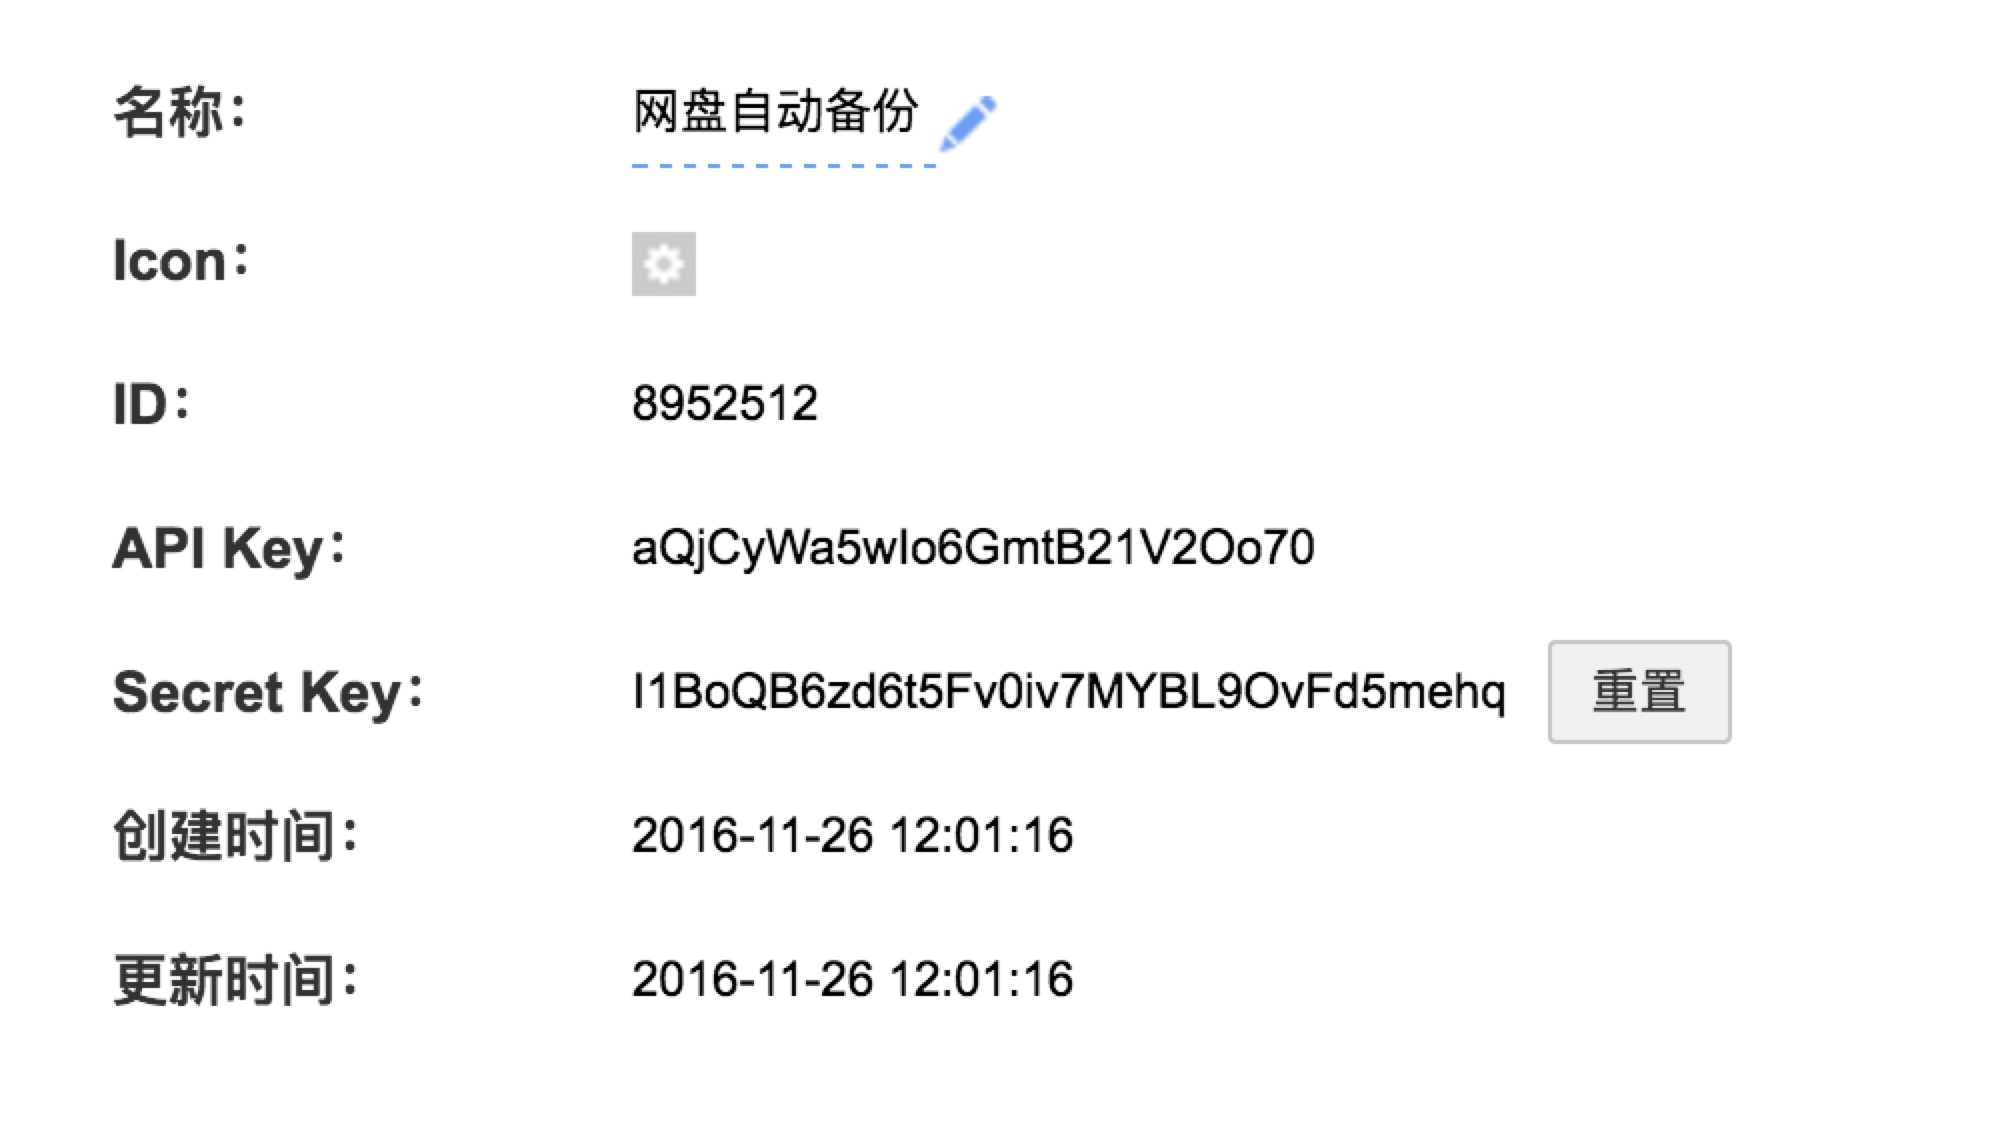 名称： 网盘自动备份
Icon：
ID： 8952512
API Key： aQjCyWa5wIo6GmtB21V2Oo70
Secret Key： I1BoQB6zd6t5Fv0iv7MYBL9OvFd5mehq 重置
创建时间： 2016-11-26 12:01:16
更新时间： 2016-11-26 12:01:16